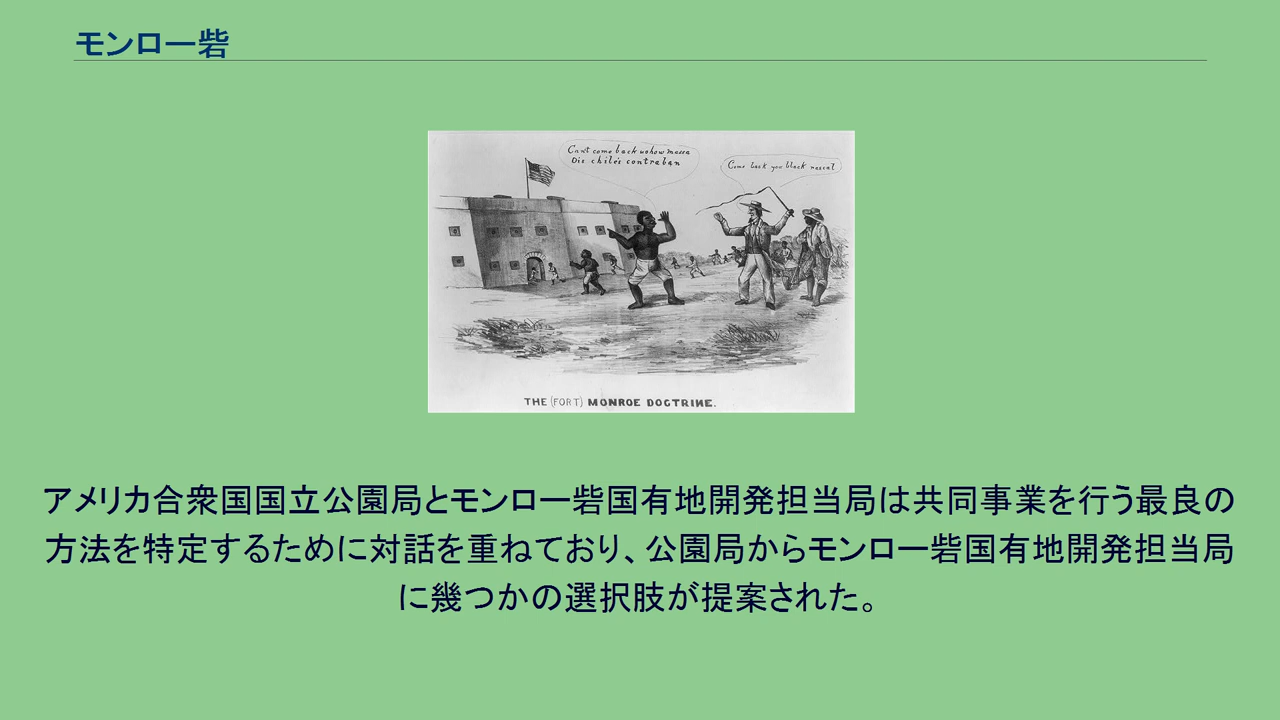 モンロー砦
Can't come back nohow massa
Dis chile's contraban
Come back you black rascal
THE (FORT) MONROE DOCTRINE.
アメリカ合衆国国立公園局とモンロー砦国有地開発担当局は共同事業を行う最良の
方法を特定するために対話を重ねており、公園局からモンロー砦国有地開発担当局
に幾つかの選択肢が提案された。